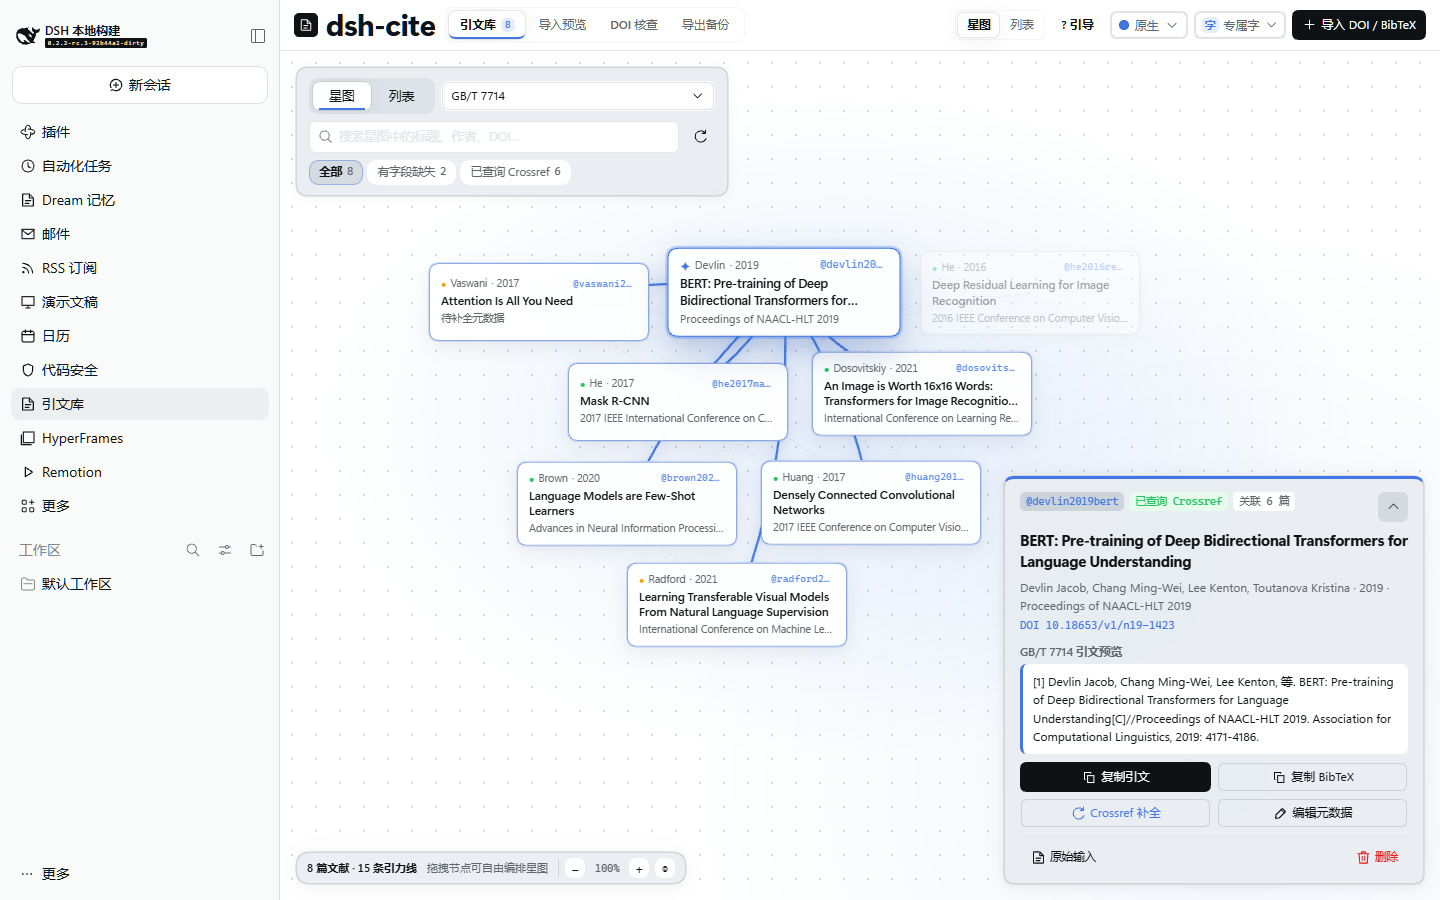 DSH 本地构建
0.2.2-rc.3-92b44a2-dirty
新会话
插件
自动化任务
Dream 记忆
邮件
RSS 订阅
演示文稿
日历
代码安全
引文库
HyperFrames
Remotion
更多
工作区
默认工作区
更多
dsh-cite
引文库 8
导入预览
DOI 核查
导出备份
星图
列表
? 引导
原生
字 专属字
导入 DOI / BibTeX
星图
列表
GB/T 7714
搜索星图中的标题、作者、DOI...
全部 8
有字段缺失 2
已查询 Crossref 6
Vaswani · 2017
@vaswani2…
Attention Is All You Need
待补全元数据
Devlin · 2019
@devlin20…
BERT: Pre-training of Deep
Bidirectional Transformers for…
Proceedings of NAACL-HLT 2019
He · 2016
@he2016re…
Deep Residual Learning for Image
Recognition
2016 IEEE Conference on Computer Visio…
He · 2017
@he2017ma…
Mask R-CNN
2017 IEEE International Conference on C…
Dosovitskiy · 2021
@dosovits…
An Image is Worth 16x16 Words:
Transformers for Image Recognitio…
International Conference on Learning Re…
Brown · 2020
@brown202…
Language Models are Few-Shot
Learners
Advances in Neural Information Processi…
Huang · 2017
@huang201…
Densely Connected Convolutional
Networks
2017 IEEE Conference on Computer Visio…
Radford · 2021
@radford2…
Learning Transferable Visual Models
From Natural Language Supervision
International Conference on Machine Le…
8 篇文献 · 15 条引力线
拖拽节点可自由编排星图
100%
@devlin2019bert
已查询 Crossref
关联 6 篇
BERT: Pre-training of Deep Bidirectional Transformers for
Language Understanding
Devlin Jacob, Chang Ming-Wei, Lee Kenton, Toutanova Kristina · 2019 ·
Proceedings of NAACL-HLT 2019
DOI 10.18653/v1/n19-1423
GB/T 7714 引文预览
[1] Devlin Jacob, Chang Ming-Wei, Lee Kenton, 等. BERT: Pre-training
of Deep Bidirectional Transformers for Language
Understanding[C]//Proceedings of NAACL-HLT 2019. Association for
Computational Linguistics, 2019: 4171-4186.
复制引文
复制 BibTeX
Crossref 补全
编辑元数据
原始输入
删除